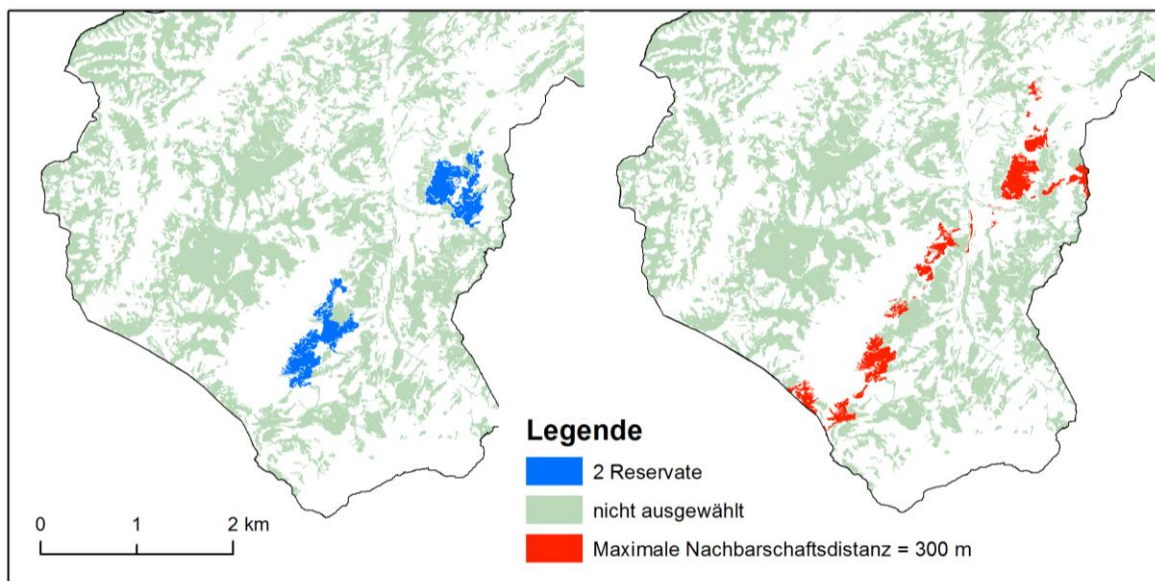 Legende
2 Reservate
nicht ausgewählt
Maximale Nachbarschaftsdistanz = 300 m
0 1 2 km